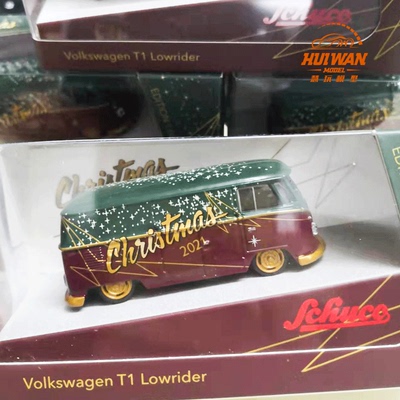 Schuco
Volkswagen T1 Lowrider
HUIWAN
MODEL
Christmas
Christmas
2021
Schuco
Volkswagen T1 Lowrider